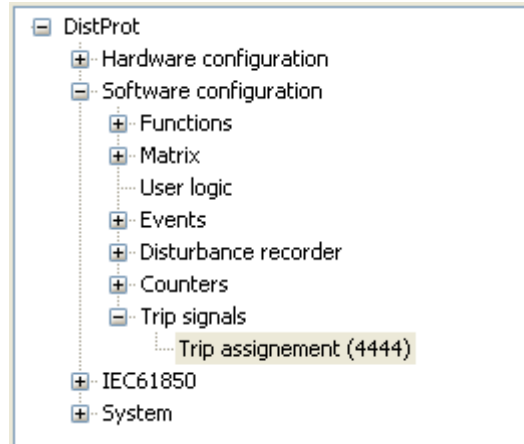 DistProt
Hardware configuration
Software configuration
Functions
Matrix
User logic
Events
Disturbance recorder
Counters
Trip signals
Trip assignement (4444)
IEC61850
System